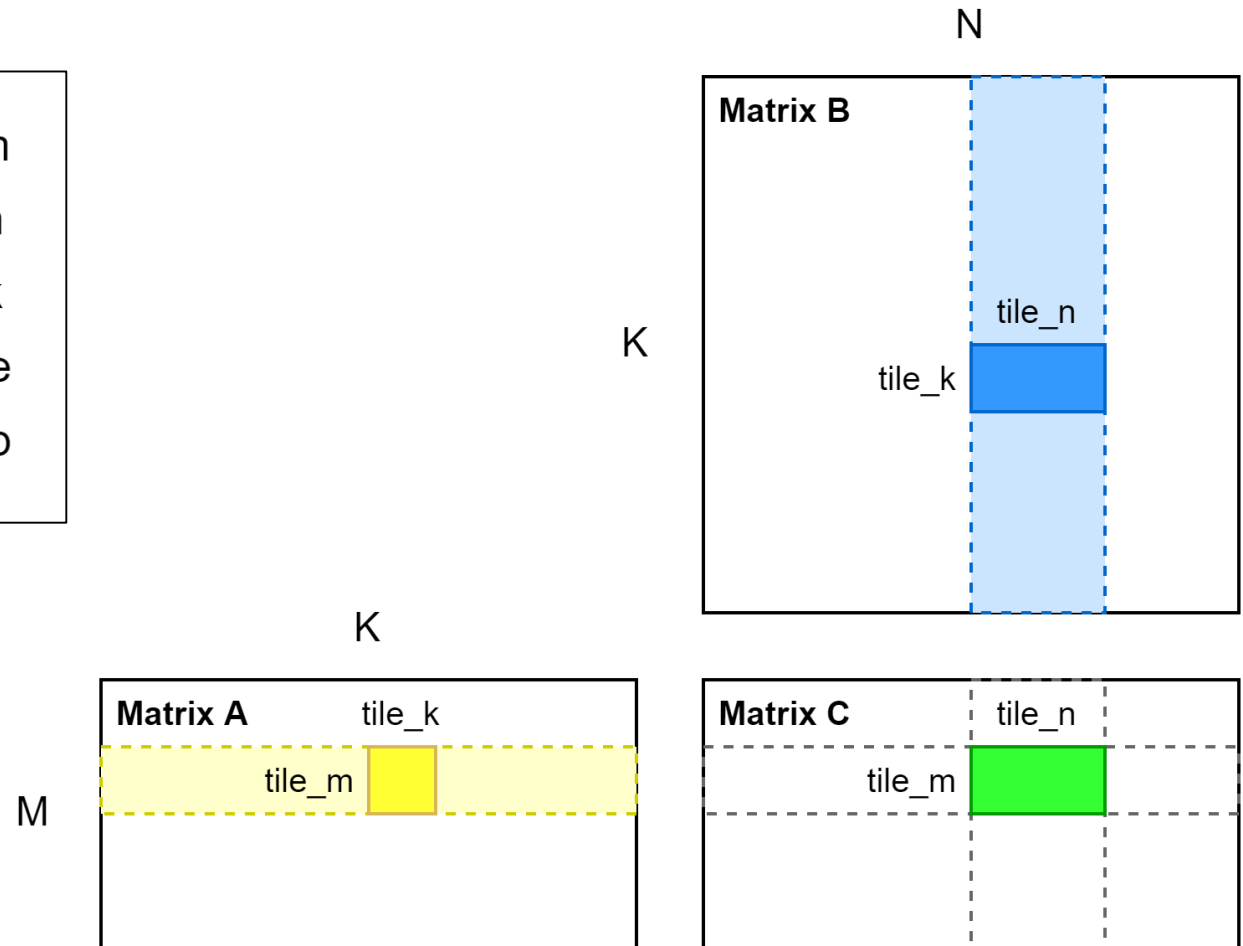 N
Matrix B
tile_n
K
tile_k
K
Matrix A
tile_k
Matrix C
tile_n
tile_m
tile_m
M